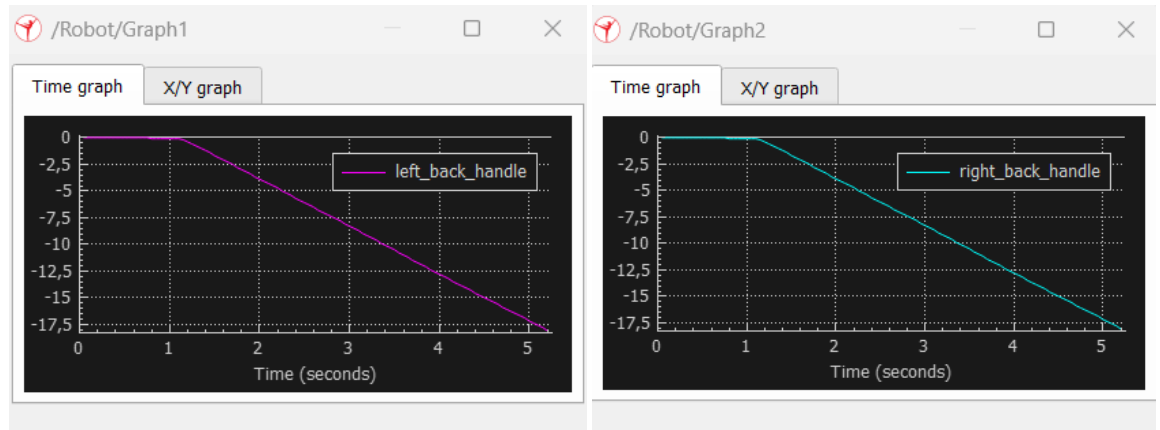 /Robot/Graph1
Time graph X/Y graph
0
-2,5
-5
-7,5
-10
-12,5
-15
-17,5
left_back_handle
0 1 2 3 4 5
Time (seconds)
/Robot/Graph2
Time graph X/Y graph
0
-2,5
-5
-7,5
-10
-12,5
-15
-17,5
right_back_handle
0 1 2 3 4 5
Time (seconds)